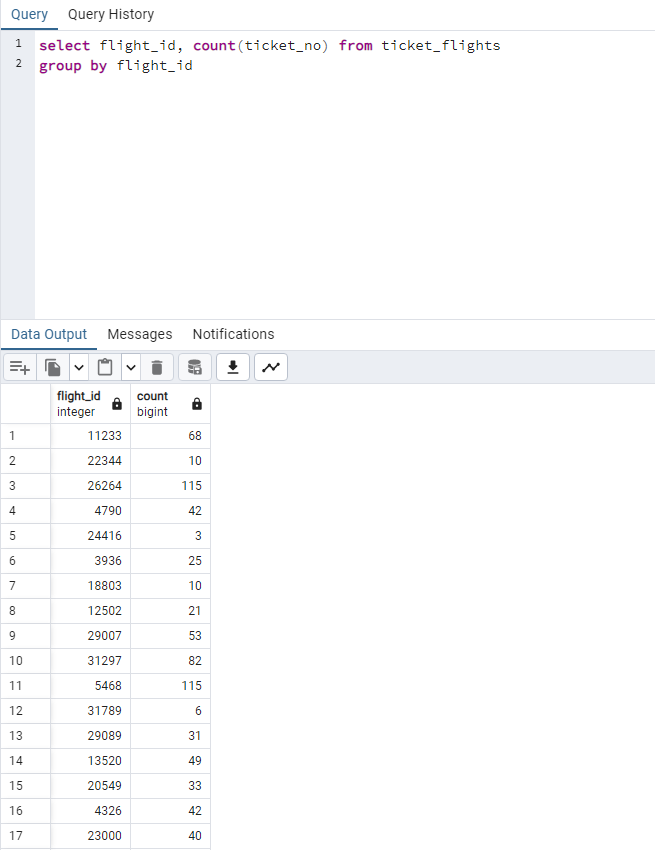 Query Query History
1 select flight_id, count(ticket_no) from ticket_flights
2 group by flight_id
Data Output Messages Notifications
flight_id count
integer bigint
1 11233 68
2 22344 10
3 26264 115
4 4790 42
5 24416 3
6 3936 25
7 18803 10
8 12502 21
9 29007 53
10 31297 82
11 5468 115
12 31789 6
13 29089 31
14 13520 49
15 20549 33
16 4326 42
17 23000 40